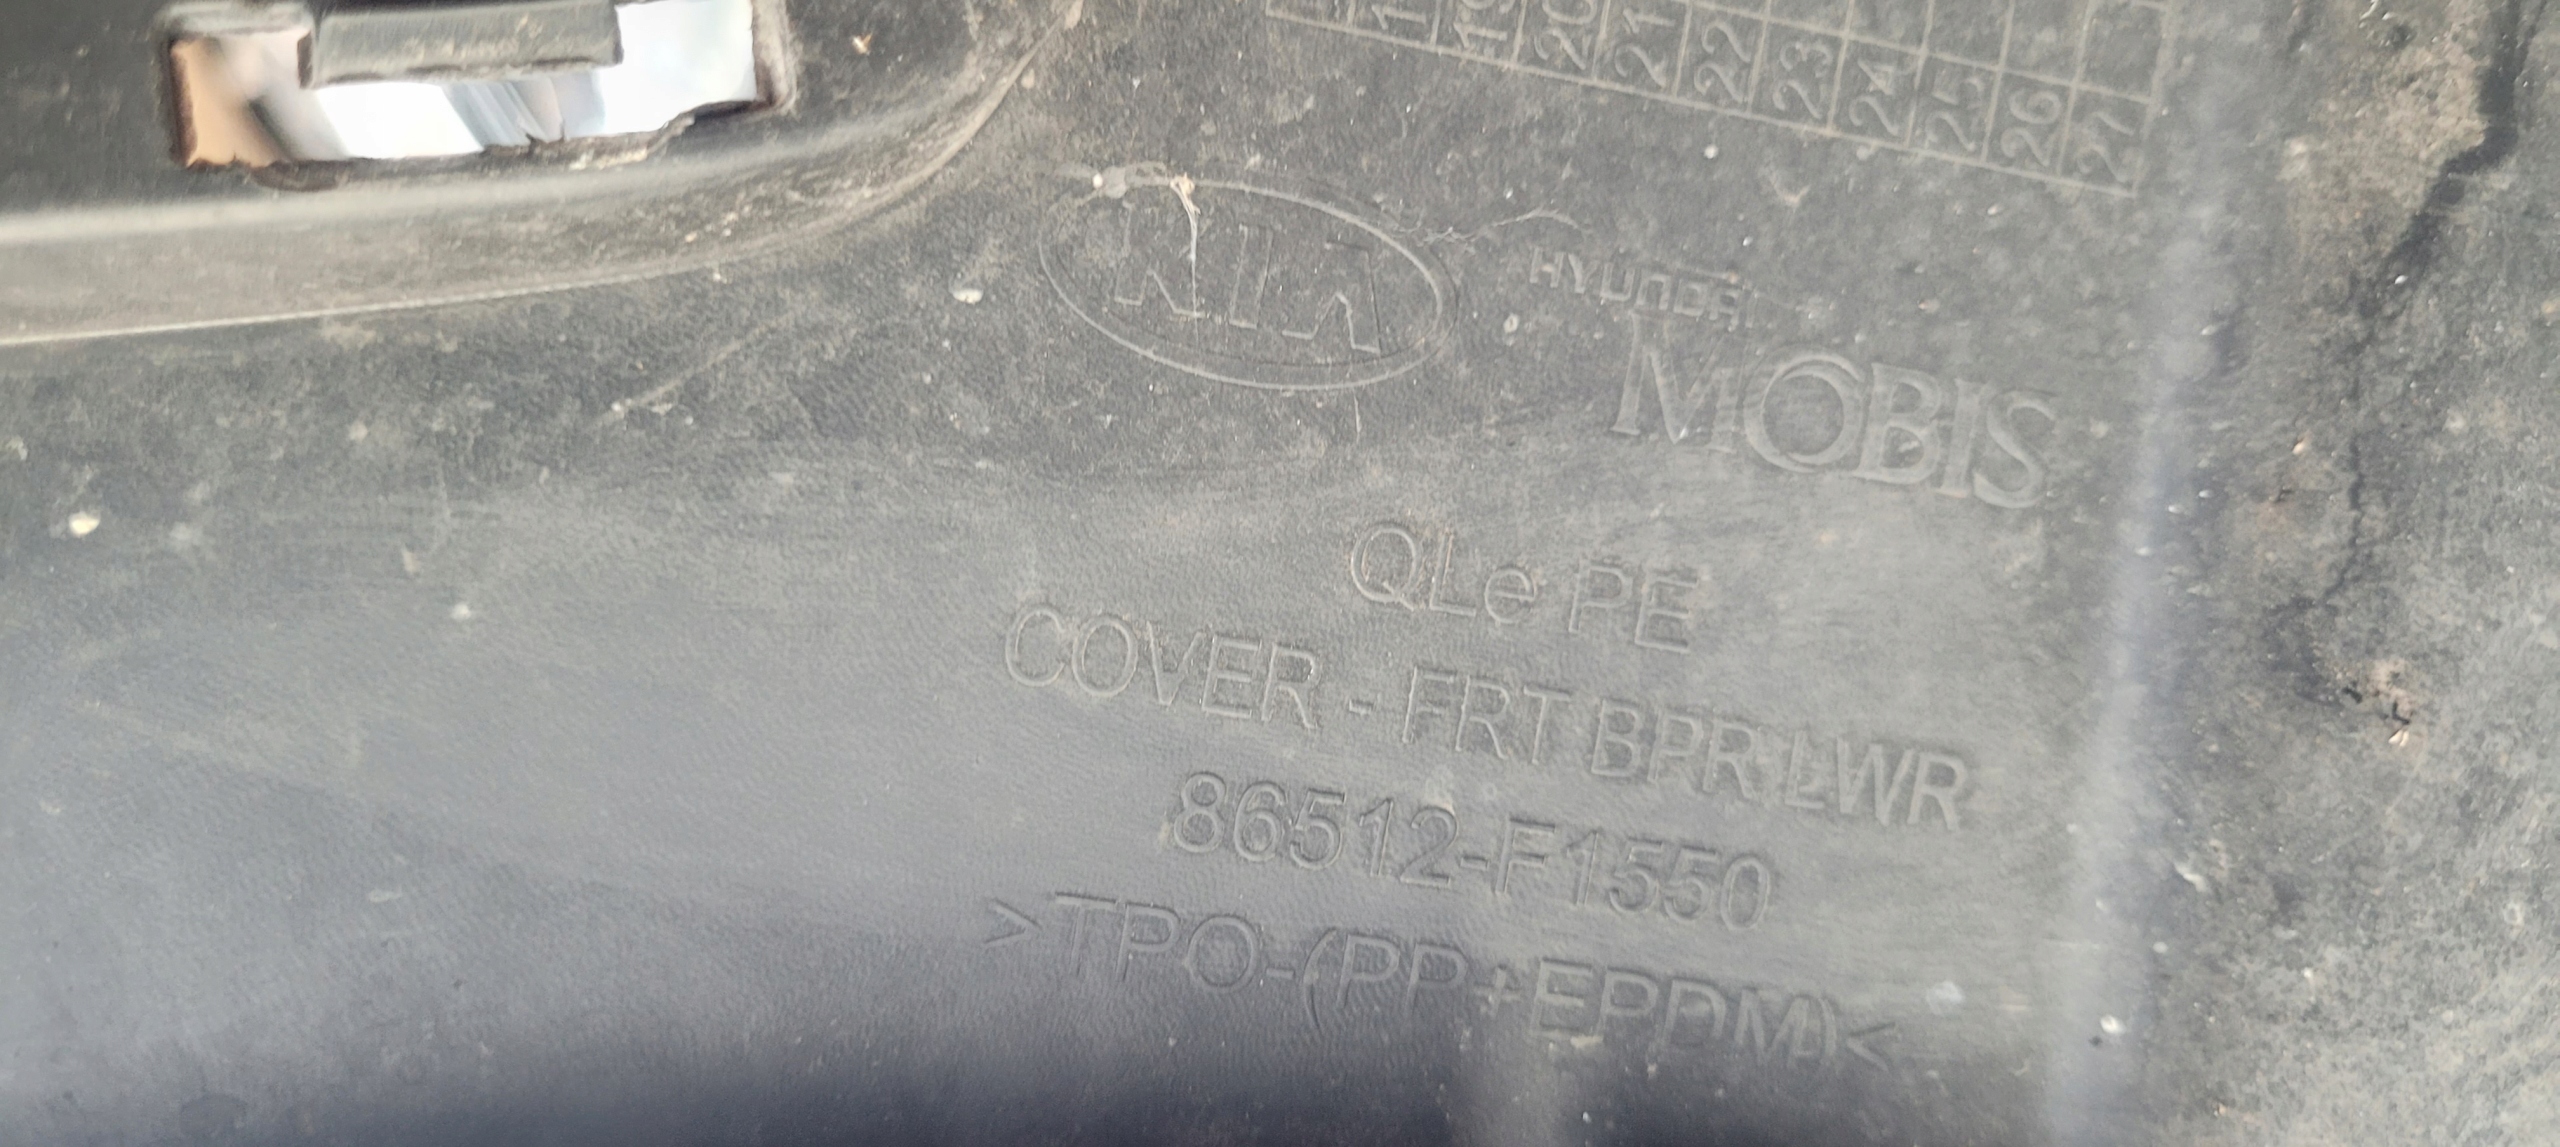 19
20
21
22
23
24
25
26
27
KIA
HYUNDAI
MOBIS
QLe PE
COVER - FRT BPR LWR
86512-F1550
>TPO-(PP+EPDM)<